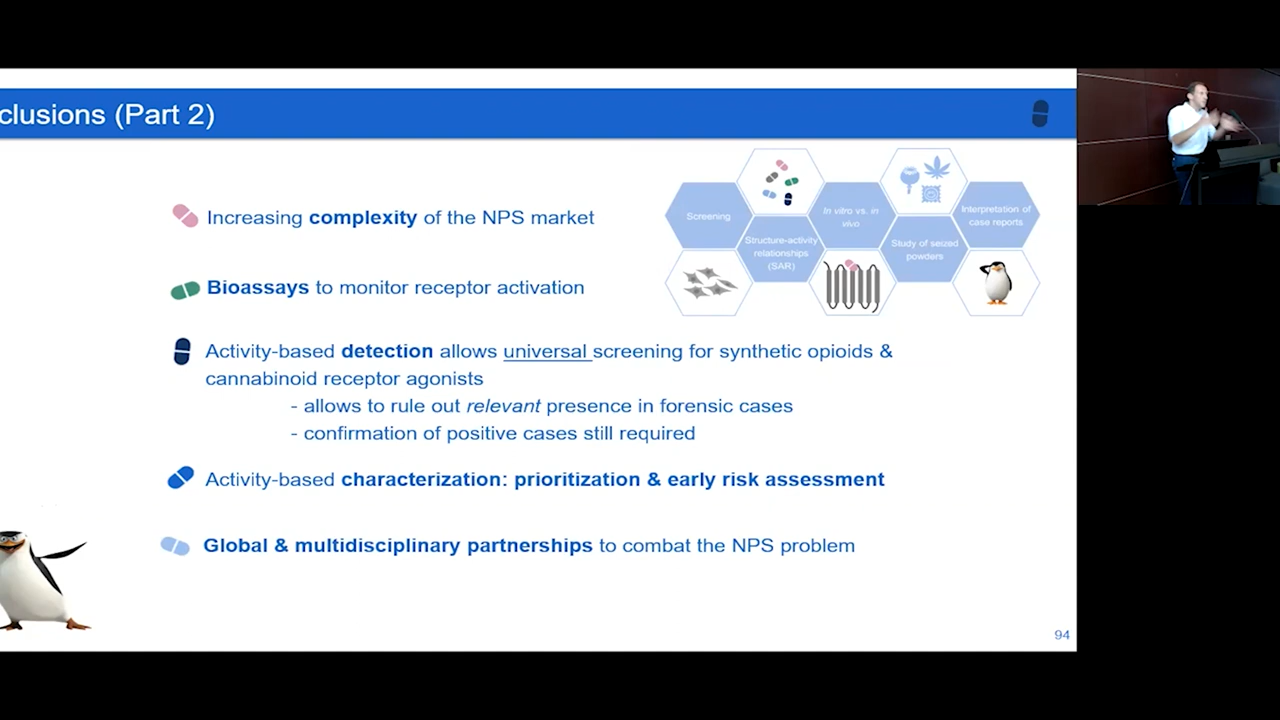 clusions (Part 2)
Increasing complexity of the NPS market
Bioassays to monitor receptor activation
Activity-based detection allows universal screening for synthetic opioids &
cannabinoid receptor agonists
- allows to rule out relevant presence in forensic cases
- confirmation of positive cases still required
Activity-based characterization: prioritization & early risk assessment
Global & multidisciplinary partnerships to combat the NPS problem
Screening
Structure-activity
relationships
(SAR)
In vitro vs. in
vivo
Study of seized
powders
Interpretation of
case reports
94